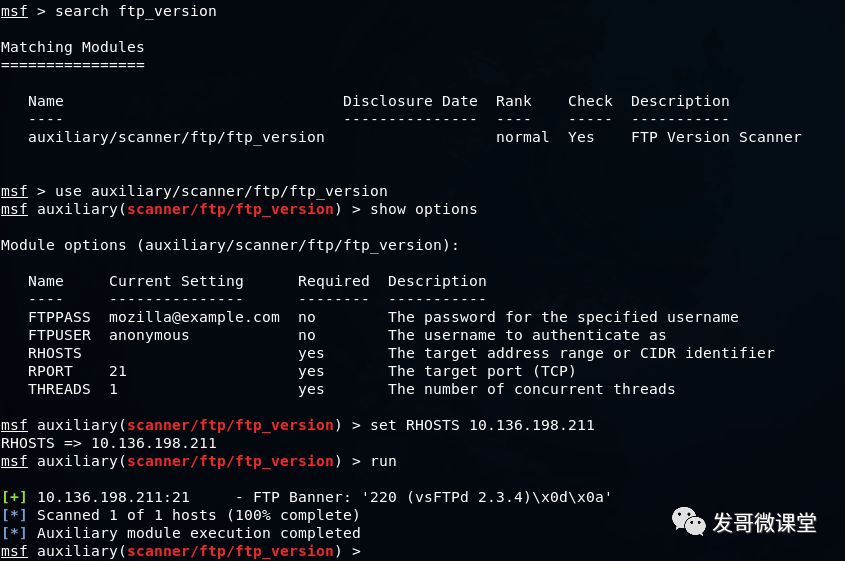 msf > search ftp_version
Matching Modules
================
Name Disclosure Date Rank Check Description
---- --------------- ---- ----- -----------
auxiliary/scanner/ftp/ftp_version normal Yes FTP Version Scanner
msf > use auxiliary/scanner/ftp/ftp_version
msf auxiliary(scanner/ftp/ftp_version) > show options
Module options (auxiliary/scanner/ftp/ftp_version):
Name Current Setting Required Description
---- --------------- -------- -----------
FTPPASS mozilla@example.com no The password for the specified username
FTPUSER anonymous no The username to authenticate as
RHOSTS yes The target address range or CIDR identifier
RPORT 21 yes The target port (TCP)
THREADS 1 yes The number of concurrent threads
msf auxiliary(scanner/ftp/ftp_version) > set RHOSTS 10.136.198.211
RHOSTS => 10.136.198.211
msf auxiliary(scanner/ftp/ftp_version) > run
[+] 10.136.198.211:21 - FTP Banner: '220 (vsFTPd 2.3.4)\x0d\x0a'
[*] Scanned 1 of 1 hosts (100% complete)
[*] Auxiliary module execution completed
msf auxiliary(scanner/ftp/ftp_version) >
发哥微课堂